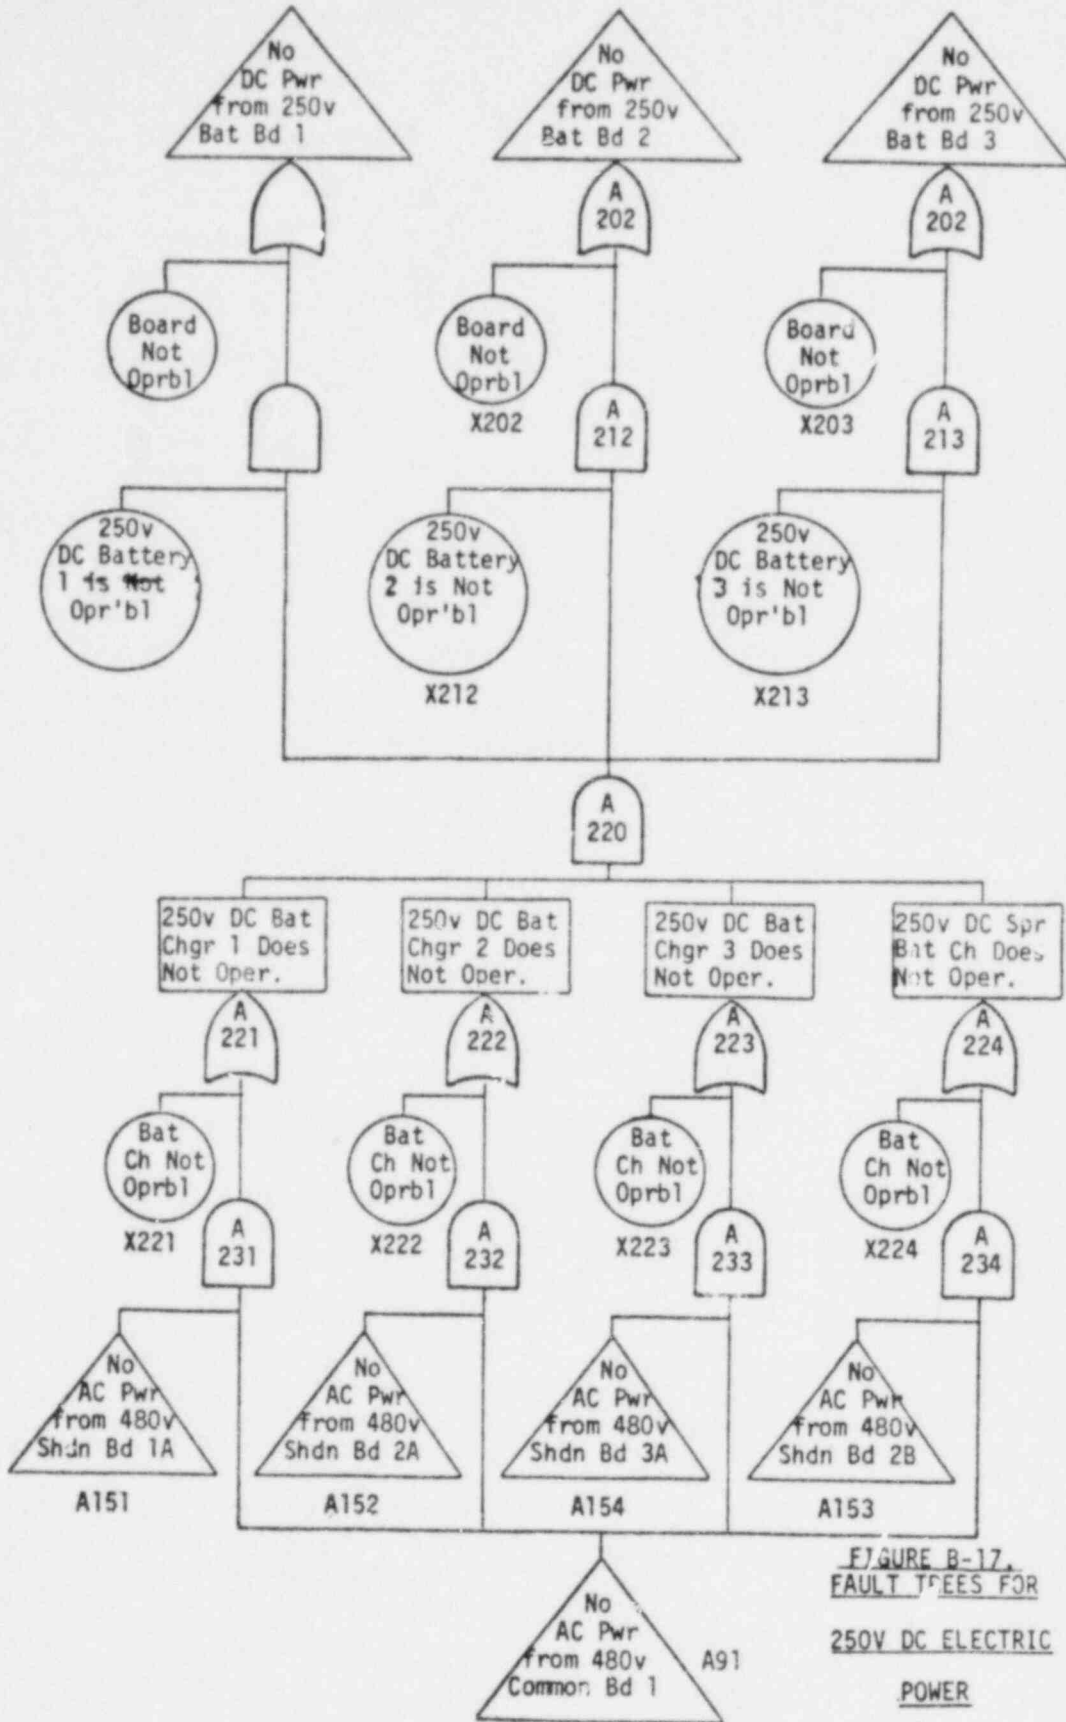 No
DC Pwr
from 250v
Bat Bd 1
No
DC Pwr
from 250v
Bat Bd 2
No
DC Pwr
from 250v
Bat Bd 3
A
202
A
202
Board
Not
Oprbl
Board
Not
Oprbl
X202
Board
Not
Oprbl
X203
A
212
A
213
250v
DC Battery
1 is Not
Opr'bl
250v
DC Battery
2 is Not
Opr'bl
X212
250v
DC Battery
3 is Not
Opr'bl
X213
A
220
250v DC Bat
Chgr 1 Does
Not Oper.
250v DC Bat
Chgr 2 Does
Not Oper.
250v DC Bat
Chgr 3 Does
Not Oper.
250v DC Spr
Bat Ch Does
Not Oper.
A
221
A
222
A
223
A
224
Bat
Ch Not
Oprbl
X221
Bat
Ch Not
Oprbl
X222
Bat
Ch Not
Oprbl
X223
Bat
Ch Not
Oprbl
X224
A
231
A
232
A
233
A
234
No
AC Pwr
from 480v
Shdn Bd 1A
A151
No
AC Pwr
from 480v
Shdn Bd 2A
A152
No
AC Pwr
from 480v
Shdn Bd 3A
A154
No
AC Pwr
from 480v
Shdn Bd 2B
A153
No
AC Pwr
from 480v
Common Bd 1
A91
FIGURE B-17.
FAULT TREES FOR
250V DC ELECTRIC
POWER